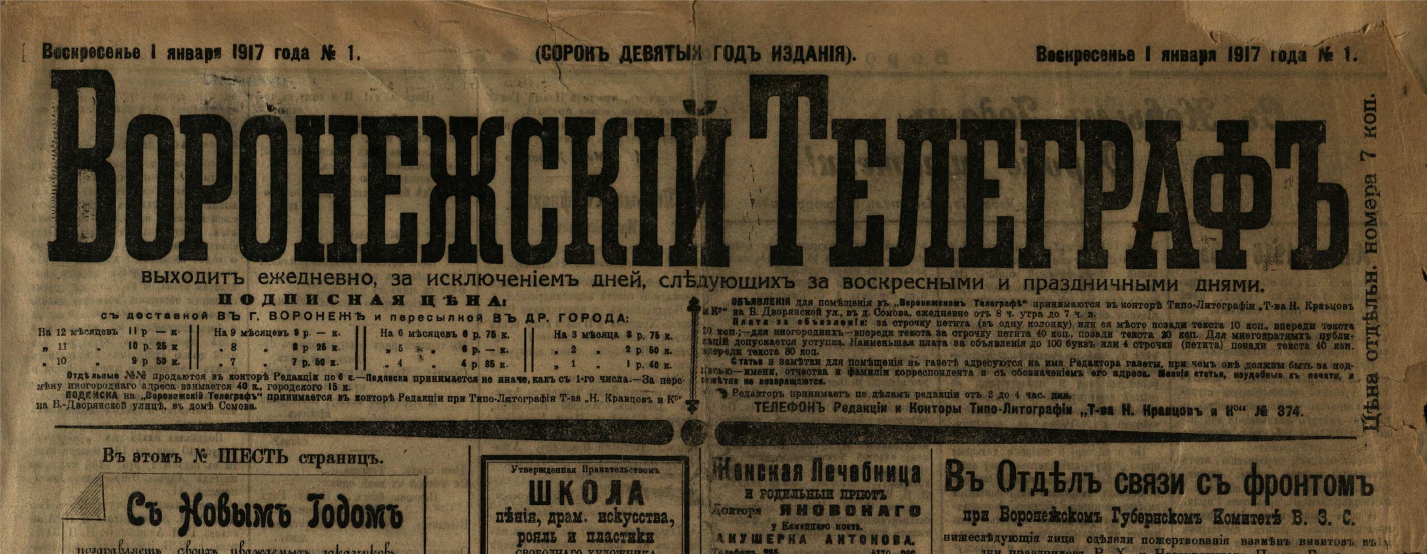 Воскресенье 1 января 1917 года № 1.
(СОРОКЪ ДЕВЯТЫЙ ГОДЪ ИЗДАНІЯ).
Воскресенье 1 января 1917 года № 1.
ВОРОНЕЖСКІЙ ТЕЛЕГРАФЪ
Цѣна отдѣльн. номера 7 коп.
выходитъ ежедневно, за исключеніемъ дней, слѣдующихъ за воскресными и праздничными днями.
ПОДПИСНАЯ ЦѢНА:
съ доставкой ВЪ Г. ВОРОНЕЖѢ и пересылкой ВЪ ДР. ГОРОДА:
На 12 мѣсяцевъ 11 р — к
„ 11 „ 10 р. 25 к
„ 10 „ 9 р 50 к.
На 9 мѣсяцевъ 9 р. — к.
„ 8 „ 8 р 25 к.
„ 7 „ 7 р. 50 к.
На 6 мѣсяцевъ 6 р. 75 к.
„ 5 „ 6 р. — к.
„ 4 „ 4 р. 85 к.
На 3 мѣсяца 3 р. 75 к.
„ 2 „ 2 р 50 к.
„ 1 „ 1 р. 40 к.
Отдѣльные №№ продаются въ конторѣ Редакціи по 6 к.—Подписка принимается не иначе, какъ съ 1-го числа.—За пере-
мѣну иногороднаго адреса взимается 40 к., городского 15 к.
ПОДПИСКА на „Воронежскій Телеграфъ" принимается въ конторѣ Редакціи при Типо-Литографіи Т-ва „Н. Кравцовъ и Ко"
на Б.-Дворянской улицѣ, въ домѣ Сомова.
ОБЪЯВЛЕНІЯ для помѣщенія въ „Воронежскомъ Телеграфѣ" принимаются въ конторѣ Типо-Литографіи „Т-ва Н. Кравцовъ
и Ко" на Б. Дворянской ул., въ д. Сомова, ежедневно отъ 8 ч. утра до 7 ч. в.
Плата за объявленія: за строчку петита (въ одну колонку), или ея мѣсто позади текста 10 коп., впереди текста
20 коп.;—для иногороднихъ—впереди текста за строчку петита 40 коп., позади текста 20 коп. Для многократныхъ публи-
кацій допускается уступка. Наименьшая плата за объявленія до 100 буквъ или 4 строчки (петита) позади текста 40 коп.
впереди текста 80 коп.
Статьи и замѣтки для помѣщенія въ газетѣ адресуются на имя Редактора газеты, при чемъ онѣ должны быть за под-
писью—имени, отчества и фамиліи корреспондента и съ обозначеніемъ его адреса. Мелкія статьи, неудобныя къ печати, и
замѣтки не возвращаются.
Редакторъ принимаетъ по дѣламъ редакціи отъ 2 до 4 час. дня.
ТЕЛЕФОНЪ Редакціи и Конторы Типо-Литографіи „Т-ва Н. Кравцовъ и Ко" № 374.
Въ этомъ № ШЕСТЬ страницъ.
Съ Новымъ Годомъ
поздравляетъ своихъ уважаемыхъ заказчиковъ
Утвержденная Правительствомъ
ШКОЛА
пѣнія, драм. искусства,
рояль и пластики
СВОБОДНАГО ХУДОЖНИКА
Женская Лечебница
И РОДИЛЬНЫЙ ПРІЮТЪ
Доктора ЯНОВСКАГО
у Каменнаго моста.
АКУШЕРКА АНТОНОВА.
Въ Отдѣлъ связи съ фронтомъ
при Воронежскомъ Губернскомъ Комитетѣ В. З. С.
нижеслѣдующія лица сдѣлали пожертвованія взамѣнъ визитовъ въ